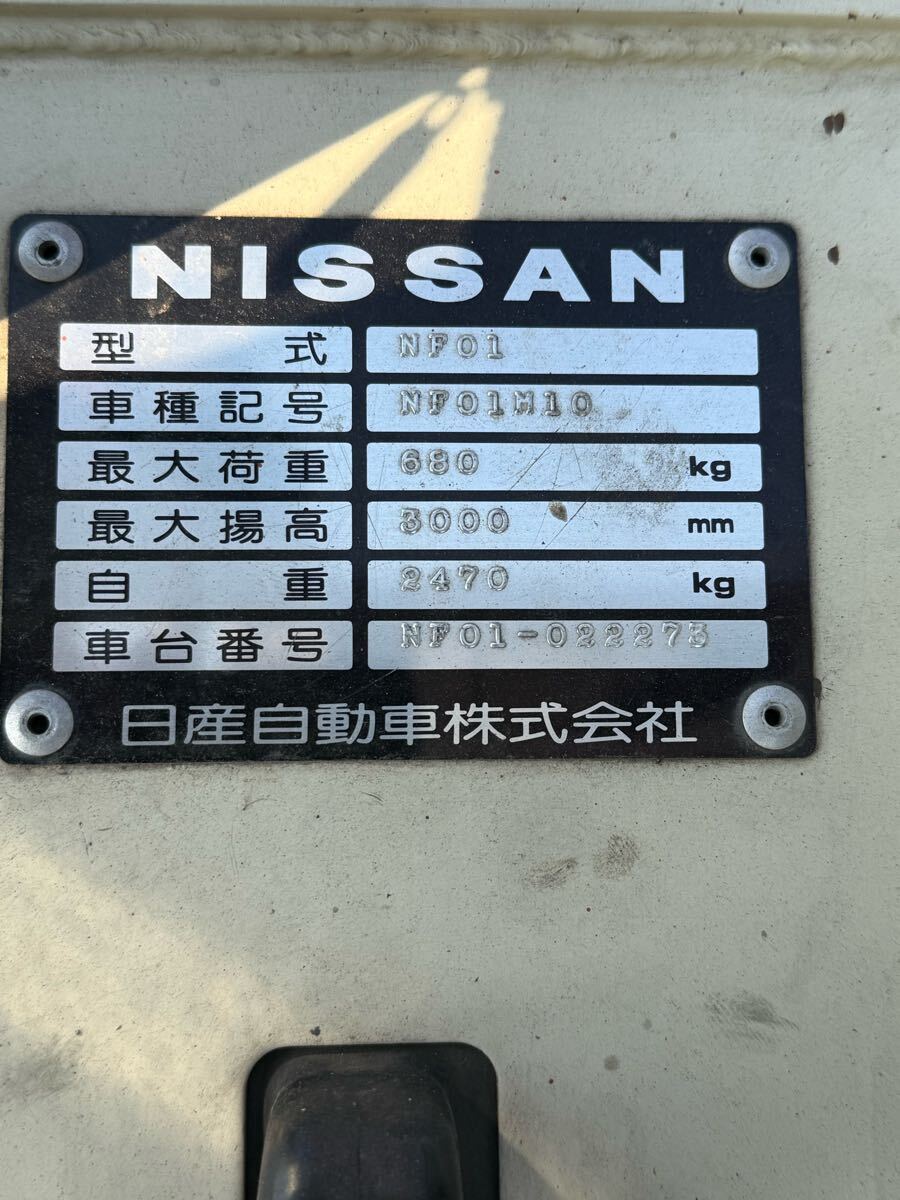 NISSAN
型式 NF01
車種記号 NF01M10
最大荷重 680 kg
最大揚高 3000 mm
自重 2470 kg
車台番号 NF01-022273
日産自動車株式会社